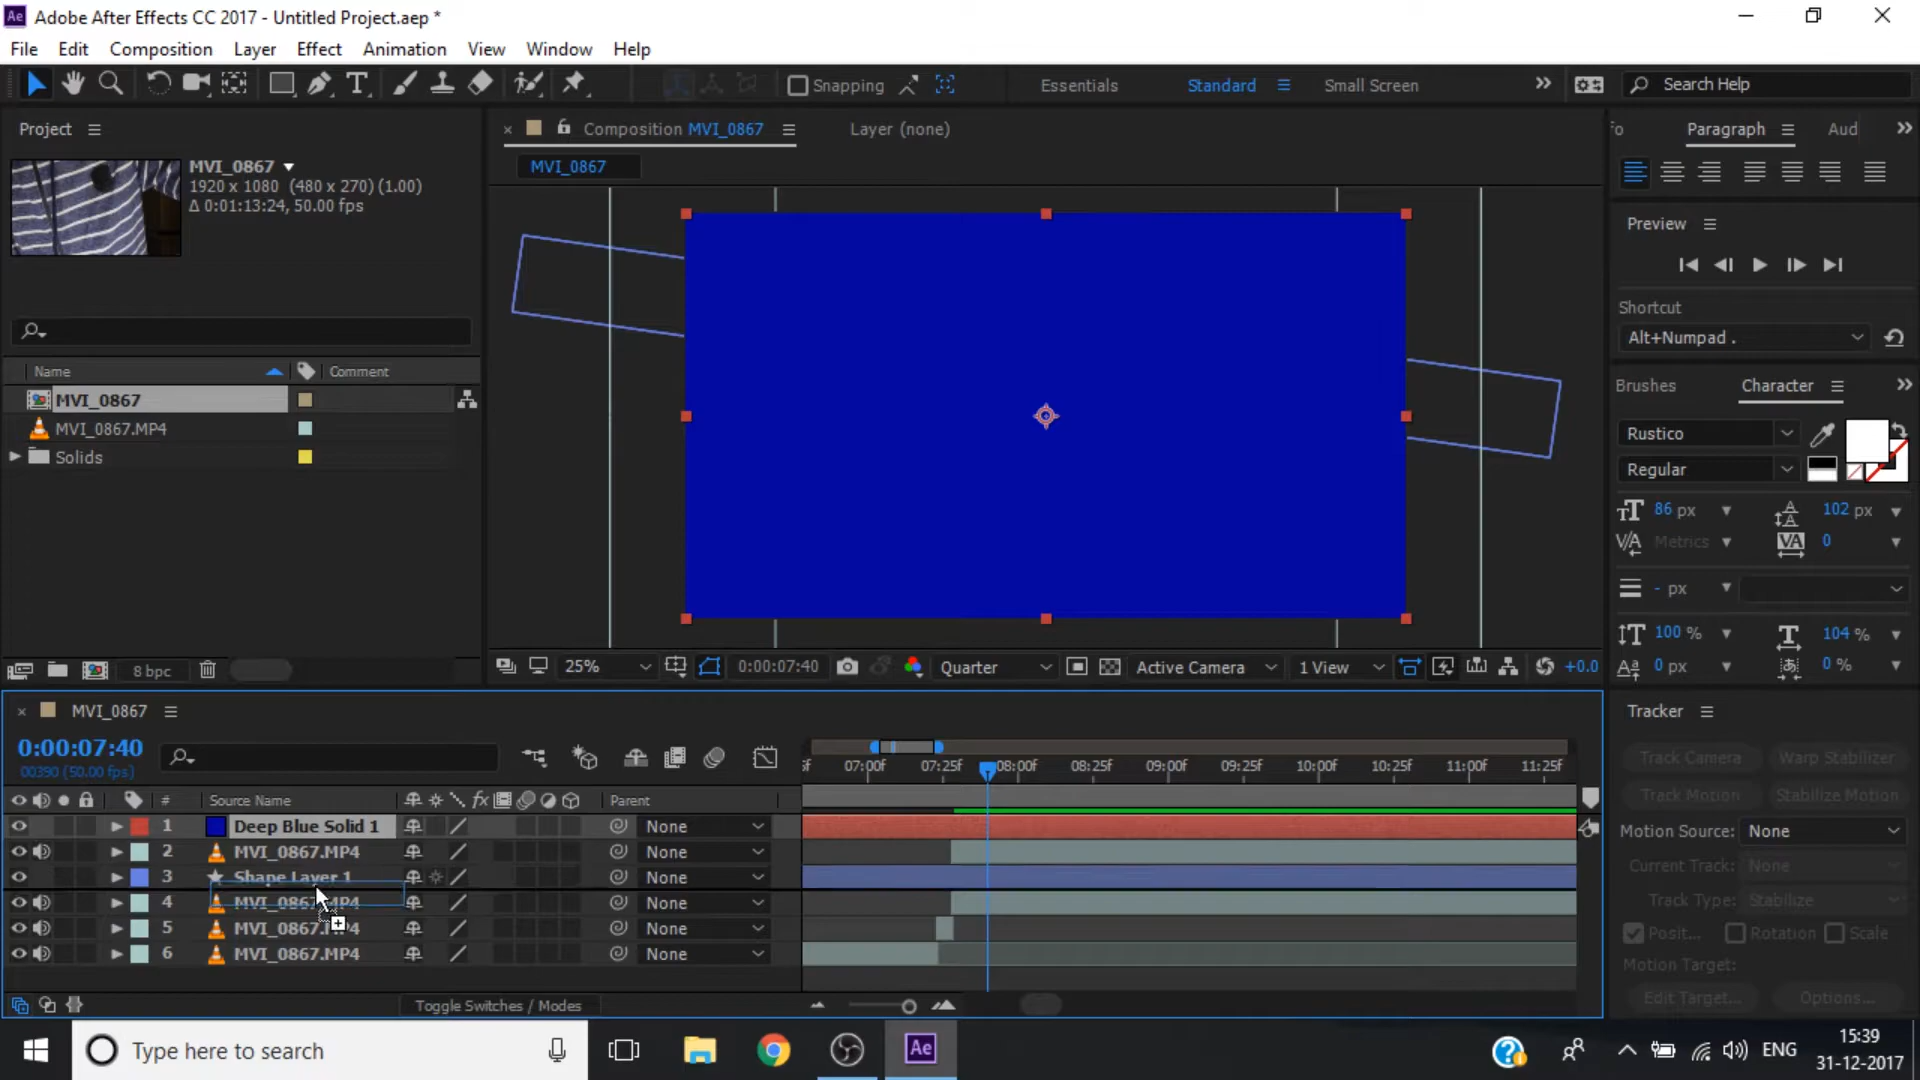 Ae Adobe After Effects CC 2017 - Untitled Project.aep *
File Edit Composition Layer Effect Animation View Window Help
Snapping Essentials Standard Small Screen Search Help
Project
MVI_0867
1920 x 1080 (480 x 270) (1.00)
Δ 0:01:13:24, 50.00 fps
Name Comment
MVI_0867
MVI_0867.MP4
Solids
8 bpc
Composition MVI_0867 Layer (none)
MVI_0867
25% 0:00:07:40 Quarter Active Camera 1 View +0.0
Paragraph Aud
Preview
Shortcut
Alt+Numpad .
Brushes Character
Rustico
Regular
86 px 102 px
Metrics 0
- px
100 % 104 %
0 px 0 %
Tracker
Track Camera Warp Stabilizer
Track Motion Stabilize Motion
Motion Source: None
Current Track: None
Track Type: Stabilize
Posit... Rotation Scale
Motion Target:
Edit Target... Options...
MVI_0867
0:00:07:40
00390 (50.00 fps)
07:00f 07:25f 08:00f 08:25f 09:00f 09:25f 10:00f 10:25f 11:00f 11:25f
# Source Name fx Parent
1 Deep Blue Solid 1 None
2 MVI_0867.MP4 None
3 Shape Layer 1 None
4 MVI_0867.MP4 None
5 MVI_0867.MP4 None
6 MVI_0867.MP4 None
Toggle Switches / Modes
Type here to search Ae ENG 15:39
31-12-2017